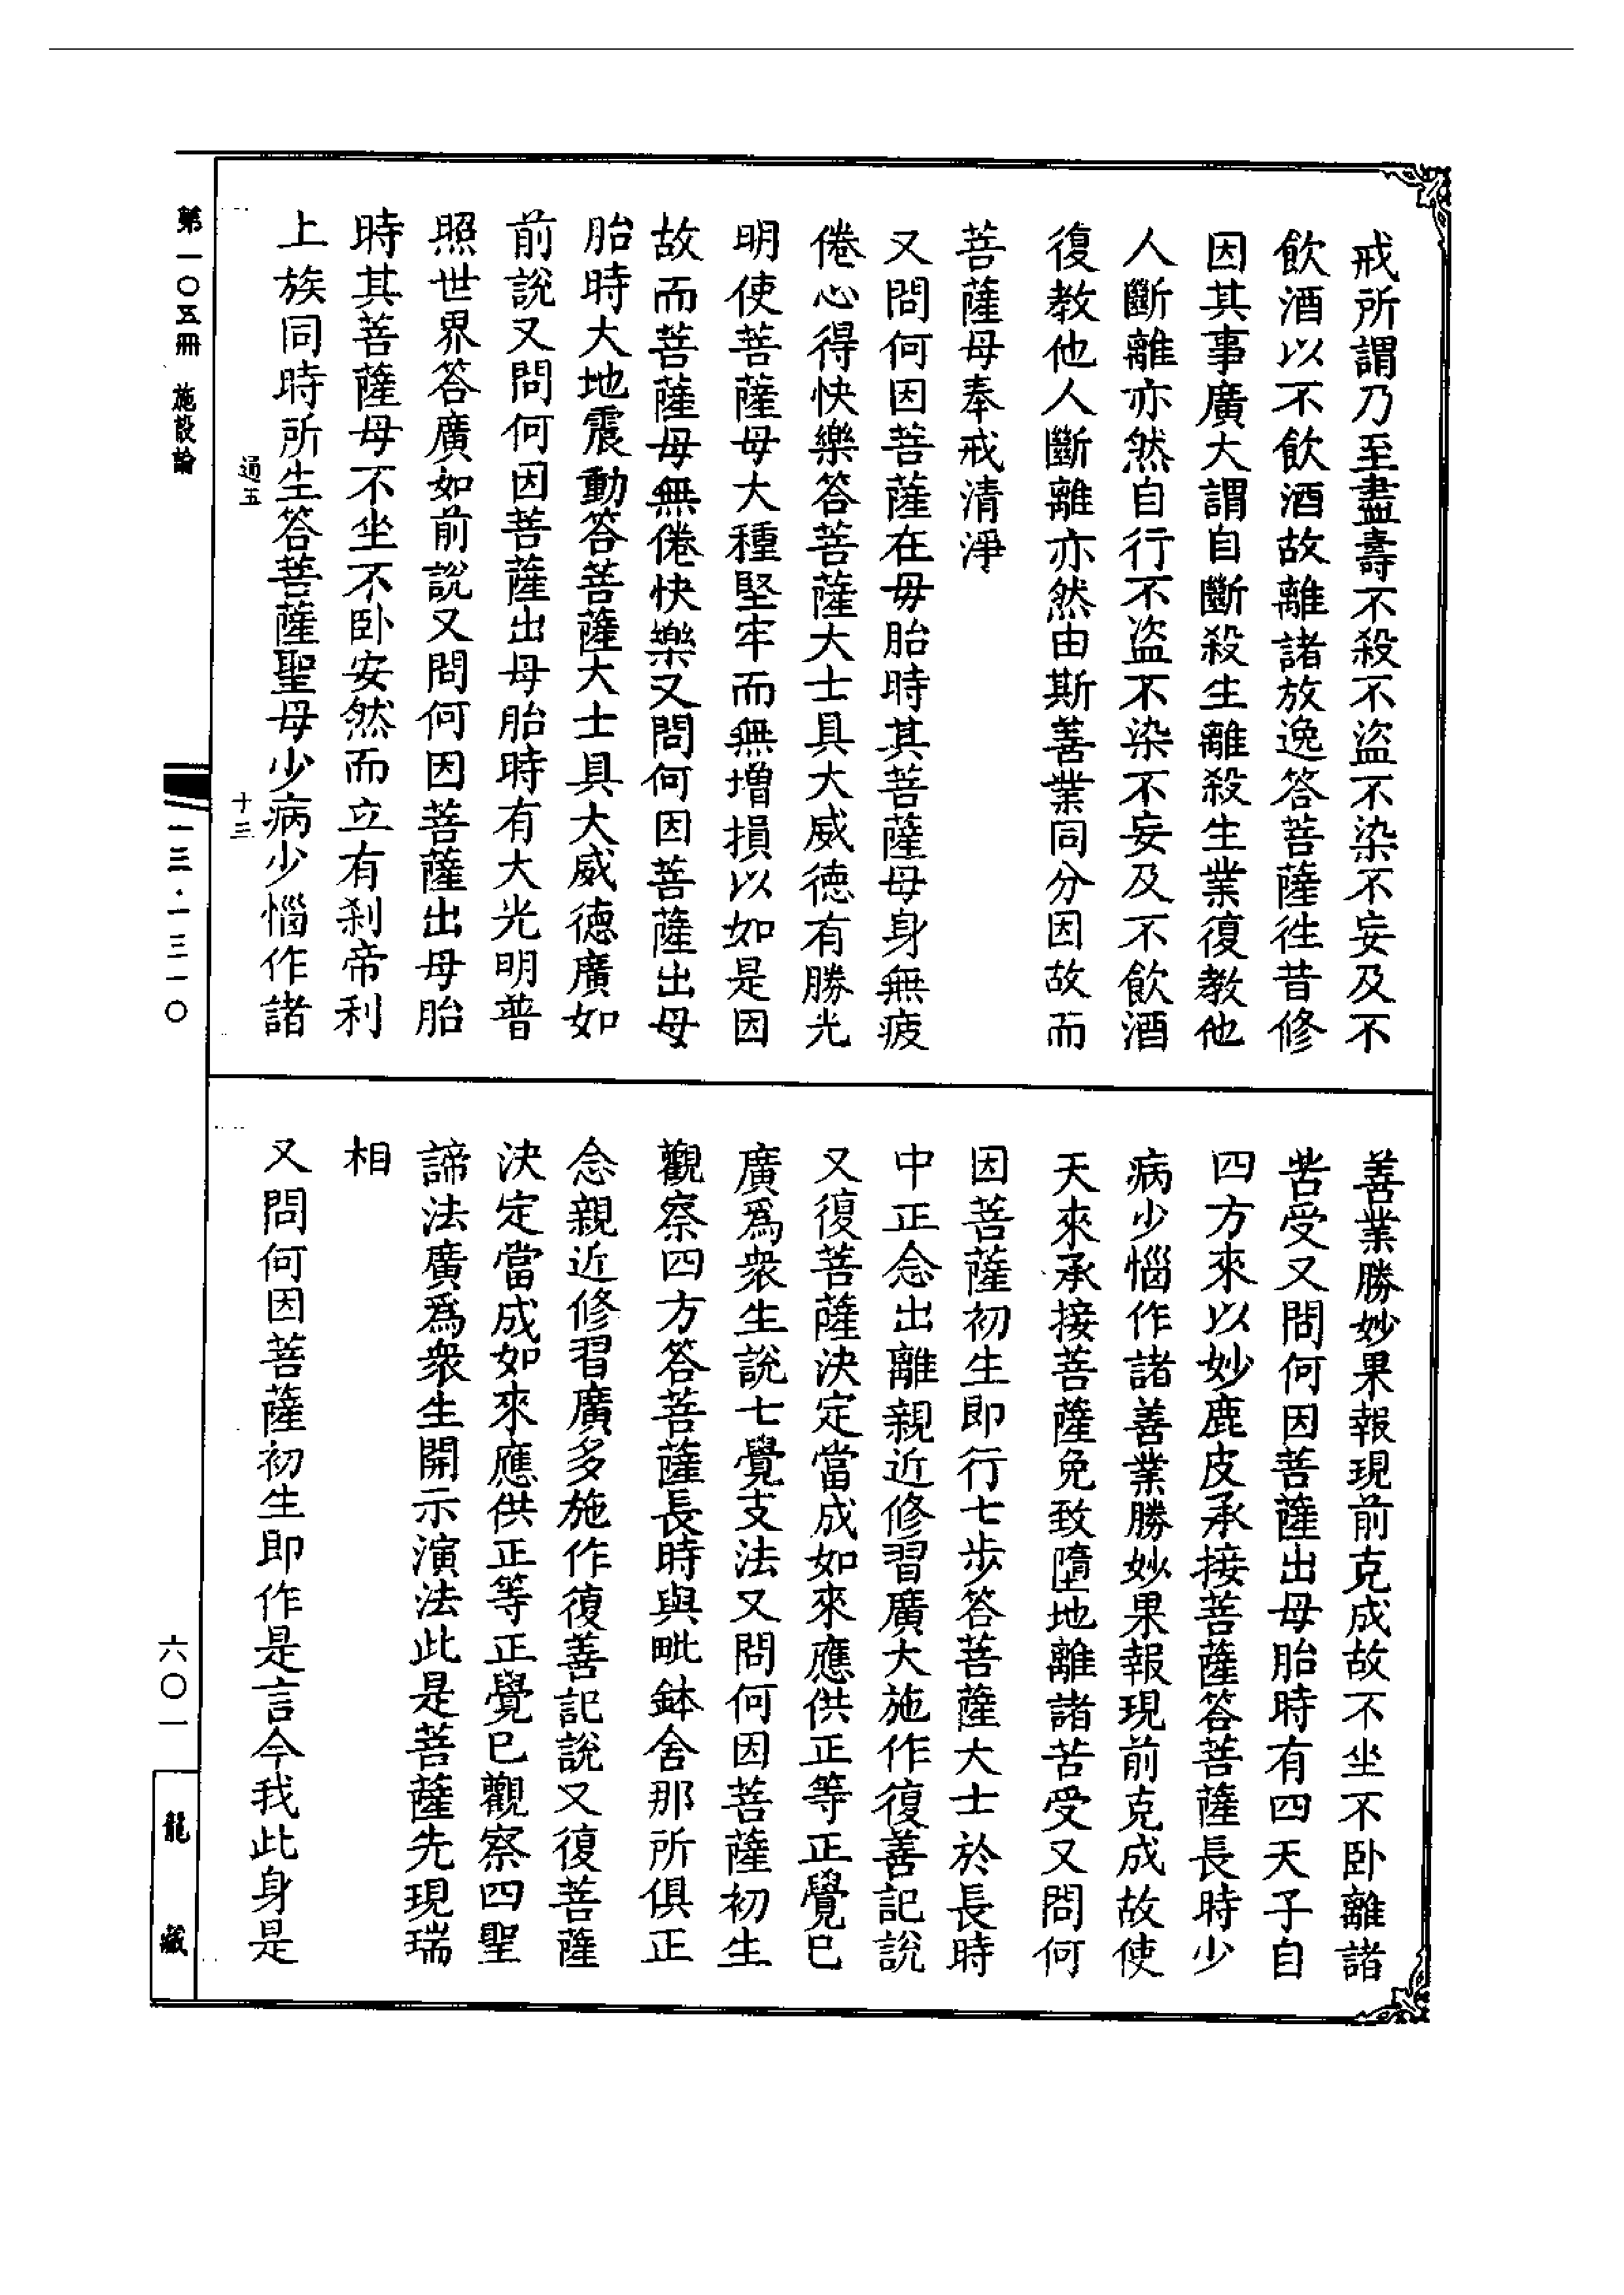 戒所謂乃至盡壽不殺不盜不染不妄及不
飲酒以不飲酒故離諸放逸答菩薩往昔修
因其事廣大謂自斷殺生離殺生業復教他
人斷離亦然自行不盜不染不妄及不飲酒
復教他人斷離亦然由斯善業同分因故而
菩薩母奉戒清淨
又問何因菩薩在母胎時其菩薩母身無疲
倦心得快樂答菩薩大士具大威德有勝光
明使菩薩母大種堅牢而無增損以如是因
故而菩薩母無倦快樂又問何因菩薩出母
胎時大地震動答菩薩大士具大威德廣如
前說又問何因菩薩出母胎時有大光明普
照世界答廣如前說又問何因菩薩出母胎
時其菩薩母不坐不卧安然而立有剎帝利
上族同時所生答菩薩聖母少病少惱作諸
通五
十三
善業勝妙果報現前克成故不坐不卧離諸
苦受又問何因菩薩出母胎時有四天子自
四方來以妙鹿皮承接菩薩答菩薩長時少
病少惱作諸善業勝妙果報現前克成故使
天來承接菩薩免致墮地離諸苦受又問何
因菩薩初生即行七步答菩薩大士於長時
中正念出離親近修習廣大施作復善記說
又復菩薩決定當成如來應供正等正覺已
廣爲衆生說七覺支法又問何因菩薩初生
觀察四方答菩薩長時與毗鉢舍那所俱正
念親近修習廣多施作復善記說又復菩薩
決定當成如來應供正等正覺已觀察四聖
諦法廣爲衆生開示演法此是菩薩先現瑞
相
又問何因菩薩初生即作是言今我此身是
第一〇五冊 施設論
一三·一三一〇
六〇一
龍藏